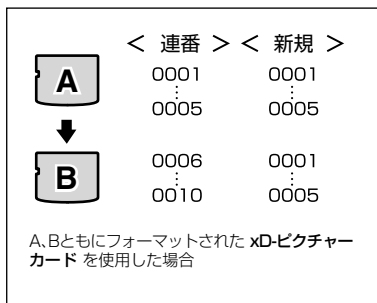 < 連番 > < 新規 >
A 0001 0001
⋮ ⋮
0005 0005
B 0006 0001
⋮ ⋮
0010 0005
A、Bともにフォーマットされた xD-ピクチャー
カード を使用した場合